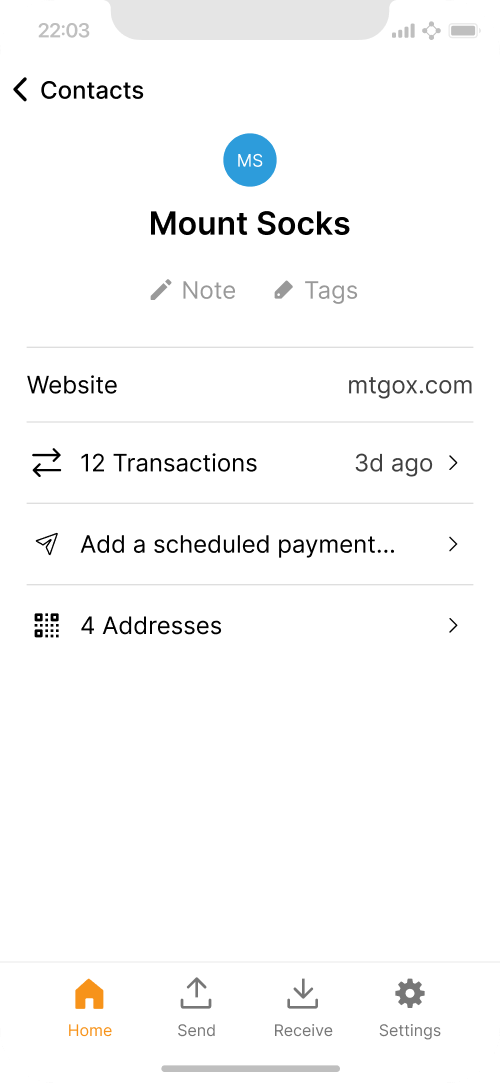 22:03
Contacts
MS
Mount Socks
Note Tags
Website mtgox.com
12 Transactions 3d ago
Add a scheduled payment...
4 Addresses
Home Send Receive Settings